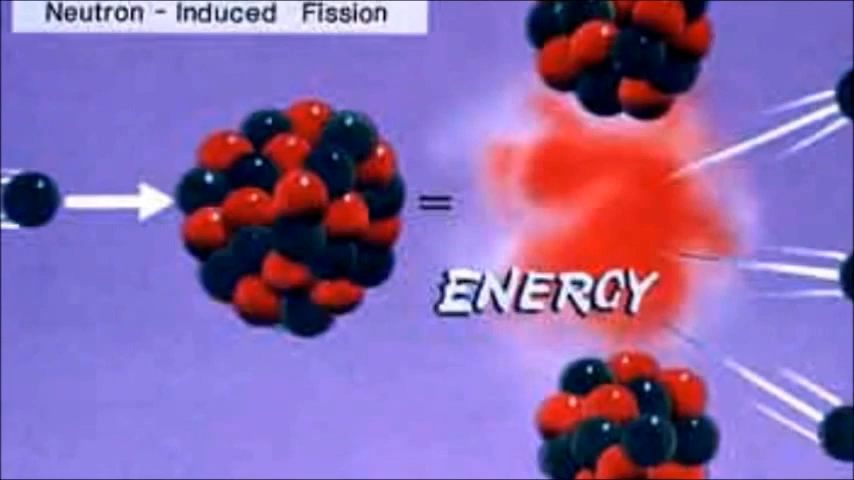 Neutron - Induced Fission
=
ENERGY